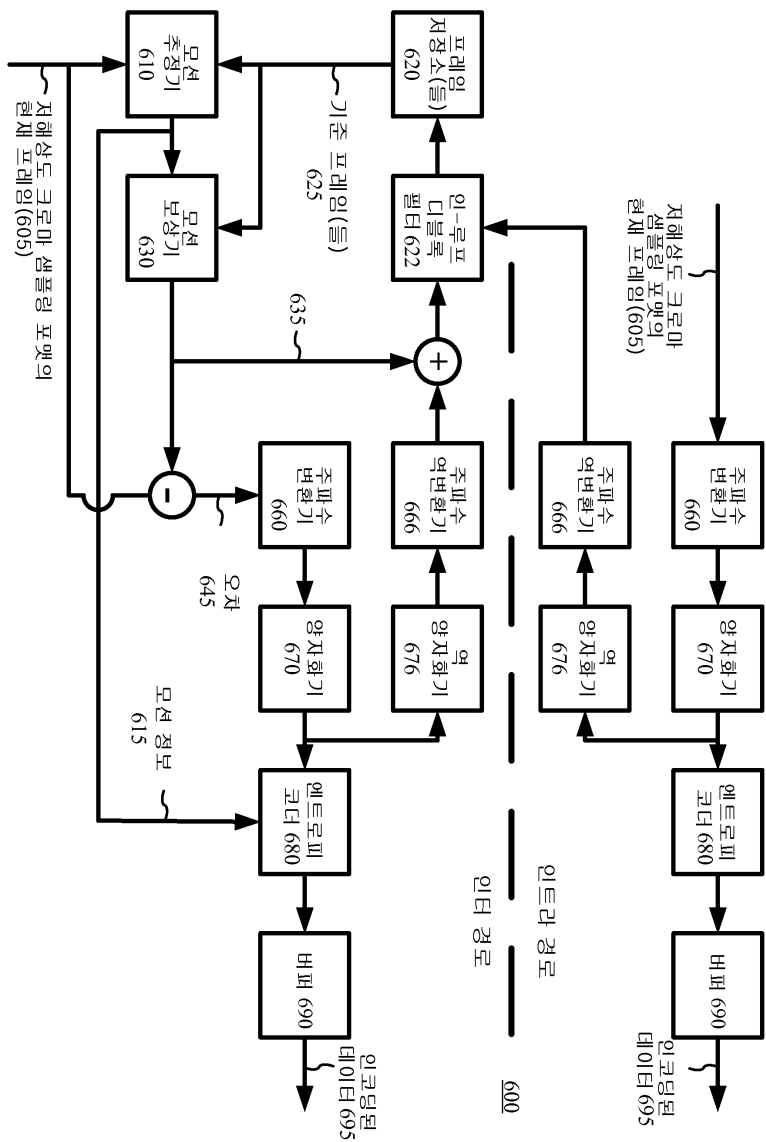 저해상도 크로마
샘플링 포맷의
현재 프레임(605)
주파수
변환기
660
양자화기
670
엔트로피
코더 680
버퍼 690
인코딩된
데이터 695
주파수
역변환기
666
역
양자화기
676
인트라 경로
인터 경로
600
프레임
저장소(들)
620
인-루프
디블록
필터 622
+
주파수
역변환기
666
역
양자화기
676
기준 프레임(들)
625
635
주파수
변환기
660
양자화기
670
엔트로피
코더 680
버퍼 690
인코딩된
데이터 695
오차
645
모션
추정기
610
모션
보상기
630
-
모션 정보
615
저해상도 크로마 샘플링 포맷의
현재 프레임(605)